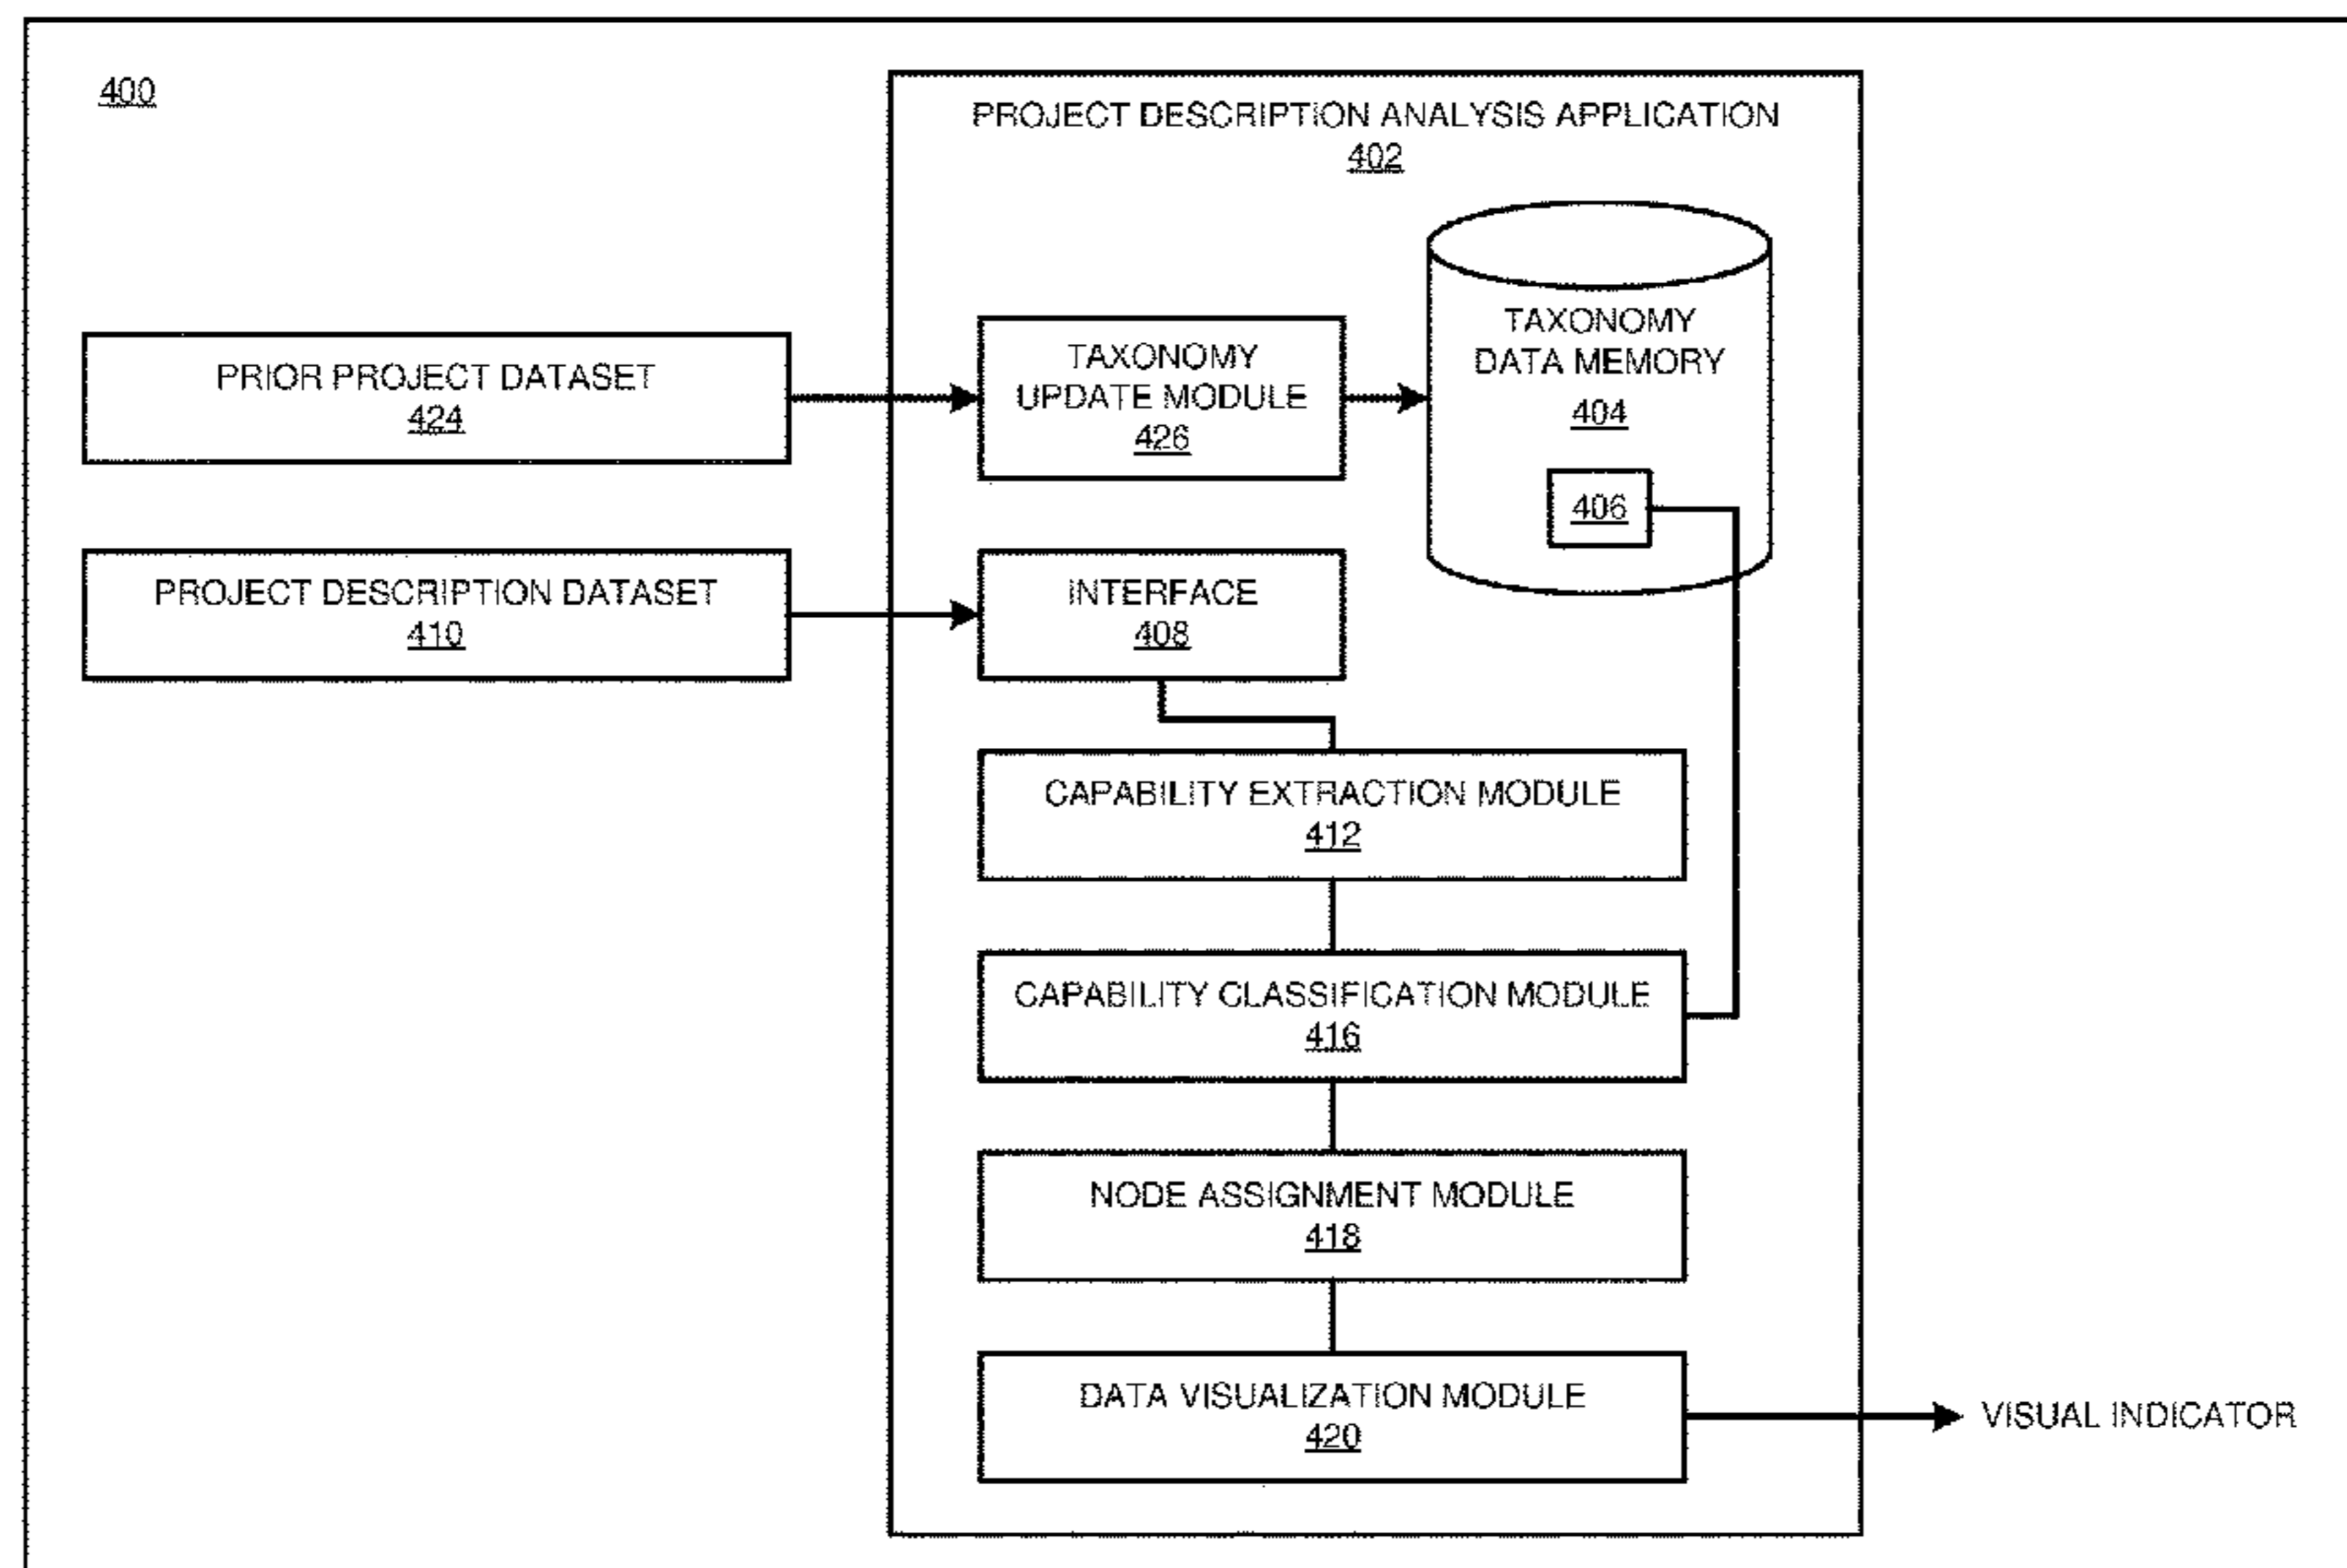 400
PROJECT DESCRIPTION ANALYSIS APPLICATION
402
PRIOR PROJECT DATASET
424
TAXONOMY
UPDATE MODULE
426
TAXONOMY
DATA MEMORY
404
406
PROJECT DESCRIPTION DATASET
410
INTERFACE
408
CAPABILITY EXTRACTION MODULE
412
CAPABILITY CLASSIFICATION MODULE
416
NODE ASSIGNMENT MODULE
418
DATA VISUALIZATION MODULE
420
VISUAL INDICATOR